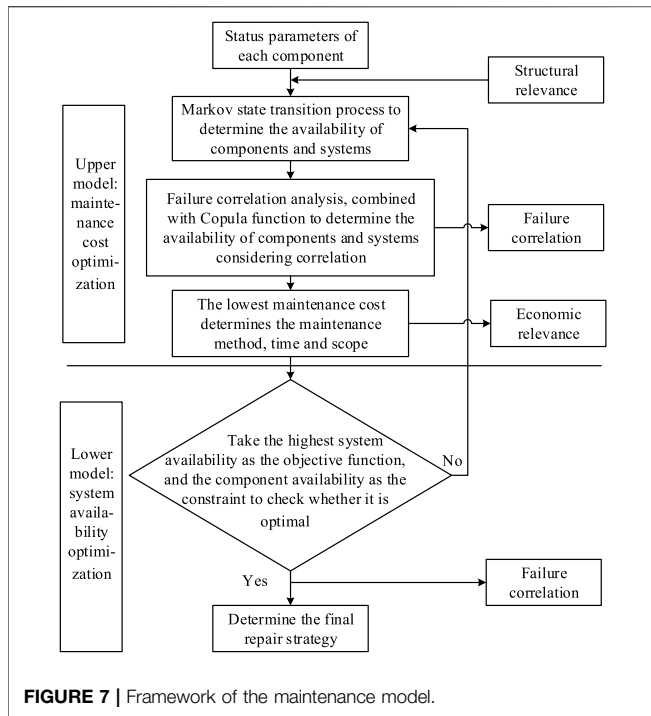 Status parameters of
each component
Structural
relevance
Markov state transition process to
determine the availability of
components and systems
Upper
model:
mainte-
nance
cost
optimi-
zation
Failure correlation analysis, combined
with Copula function to determine the
availability of components and systems
considering correlation
Failure
correlation
The lowest maintenance cost
determines the maintenance
method, time and scope
Economic
relevance
Lower
model:
system
availa-
bility
optimi-
zation
Take the highest system
availability as the objective function,
and the component availability as the
constraint to check whether it is
optimal
No
Yes
Failure
correlation
Determine the final
repair strategy
FIGURE 7 | Framework of the maintenance model.